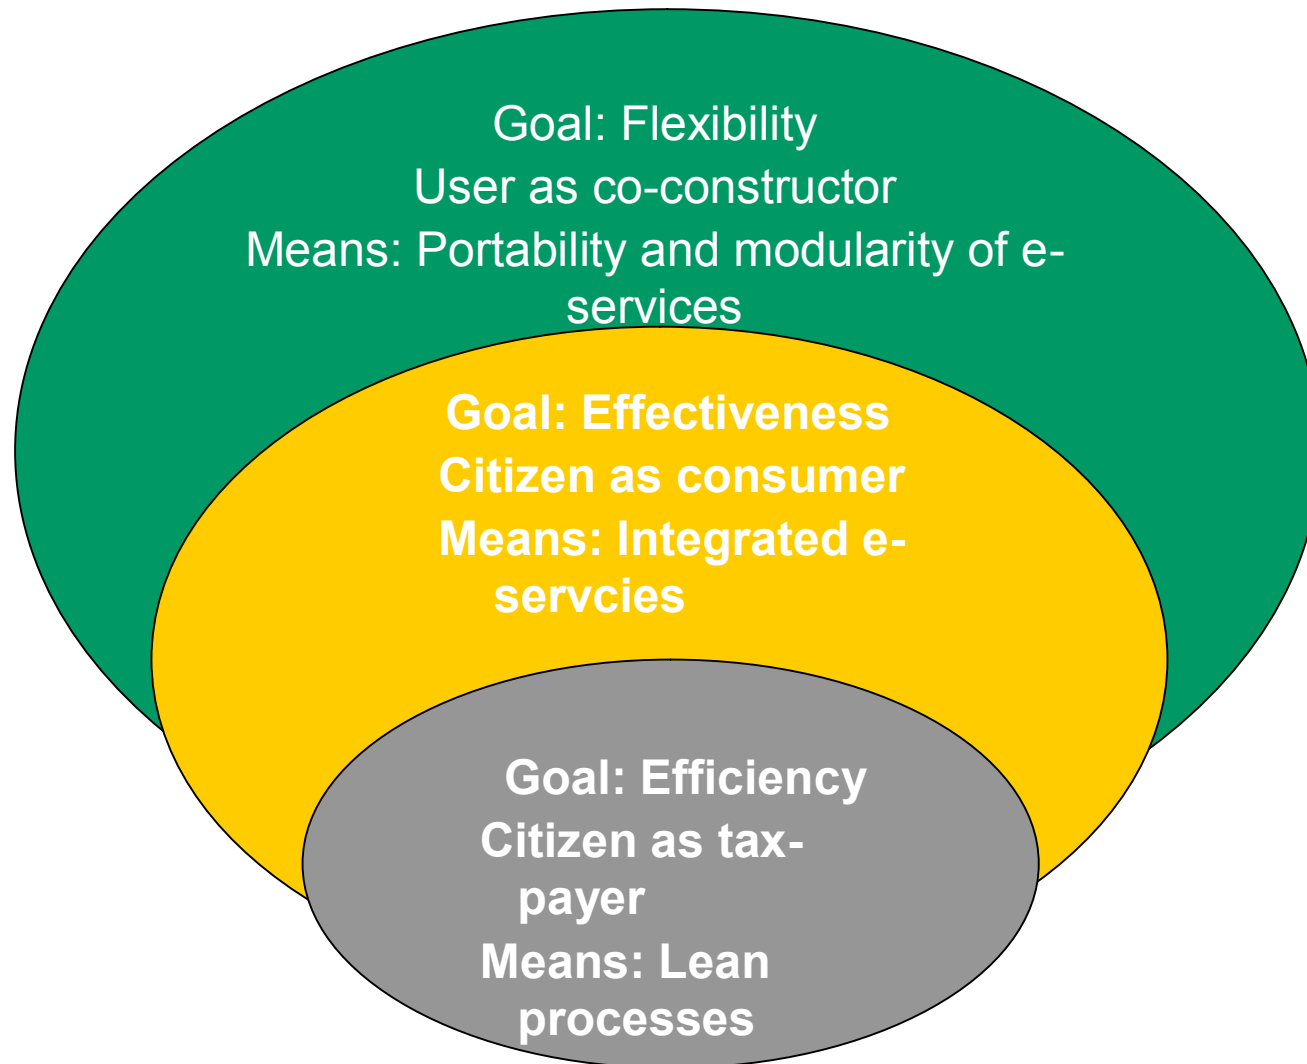 Goal: Flexibility
User as co-constructor
Means: Portability and modularity of e-
services
Goal: Effectiveness
Citizen as consumer
Means: Integrated e-
servcies
Goal: Efficiency
Citizen as tax-
payer
Means: Lean
processes